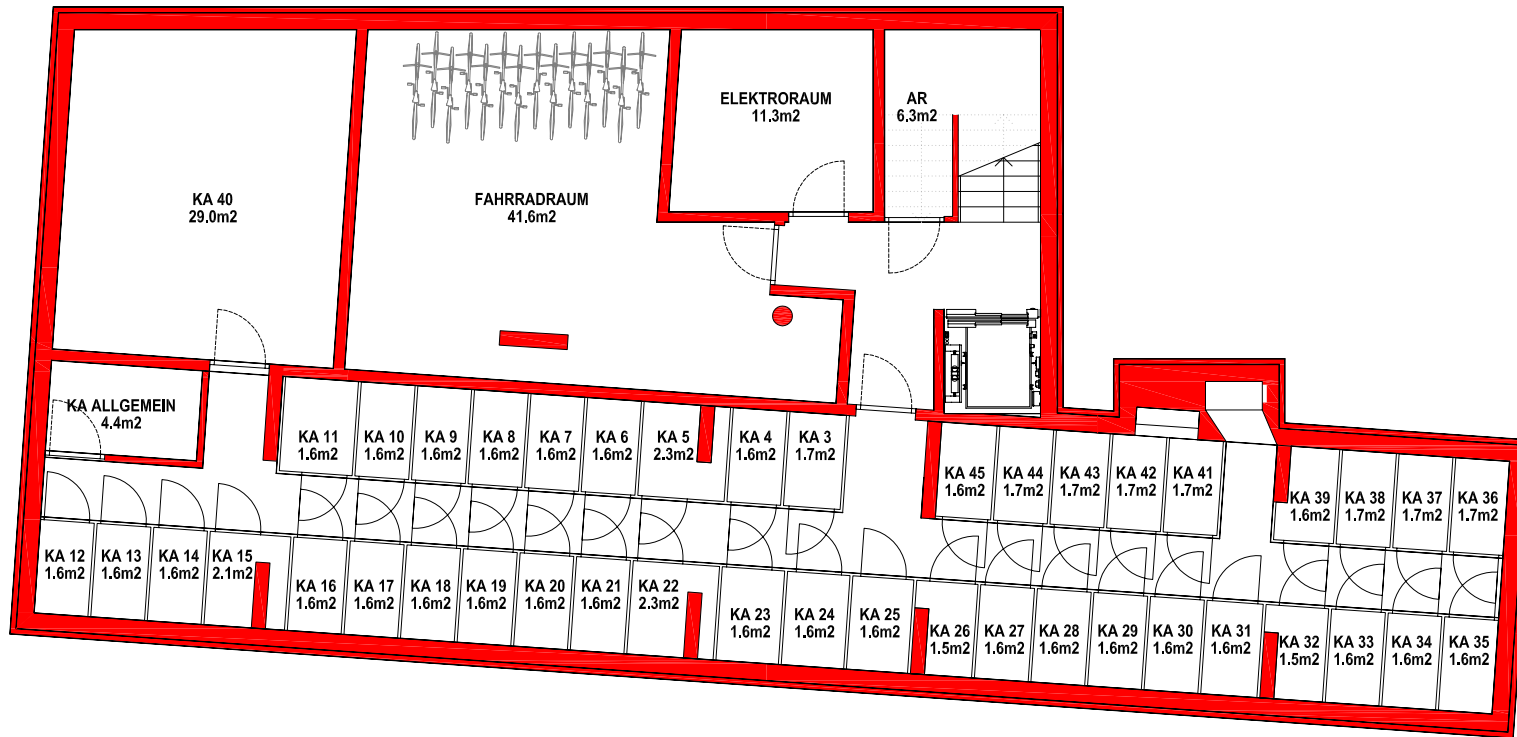 ELEKTRORAUM
11.3m2
AR
6.3m2
KA 40
29.0m2
FAHRRADRAUM
41.6m2
KA ALLGEMEIN
4.4m2
KA 11
1.6m2
KA 10
1.6m2
KA 9
1.6m2
KA 8
1.6m2
KA 7
1.6m2
KA 6
1.6m2
KA 5
2.3m2
KA 4
1.6m2
KA 3
1.7m2
KA 45
1.6m2
KA 44
1.7m2
KA 43
1.7m2
KA 42
1.7m2
KA 41
1.7m2
KA 39
1.6m2
KA 38
1.7m2
KA 37
1.7m2
KA 36
1.7m2
KA 12
1.6m2
KA 13
1.6m2
KA 14
1.6m2
KA 15
2.1m2
KA 16
1.6m2
KA 17
1.6m2
KA 18
1.6m2
KA 19
1.6m2
KA 20
1.6m2
KA 21
1.6m2
KA 22
2.3m2
KA 23
1.6m2
KA 24
1.6m2
KA 25
1.6m2
KA 26
1.5m2
KA 27
1.6m2
KA 28
1.6m2
KA 29
1.6m2
KA 30
1.6m2
KA 31
1.6m2
KA 32
1.5m2
KA 33
1.6m2
KA 34
1.6m2
KA 35
1.6m2